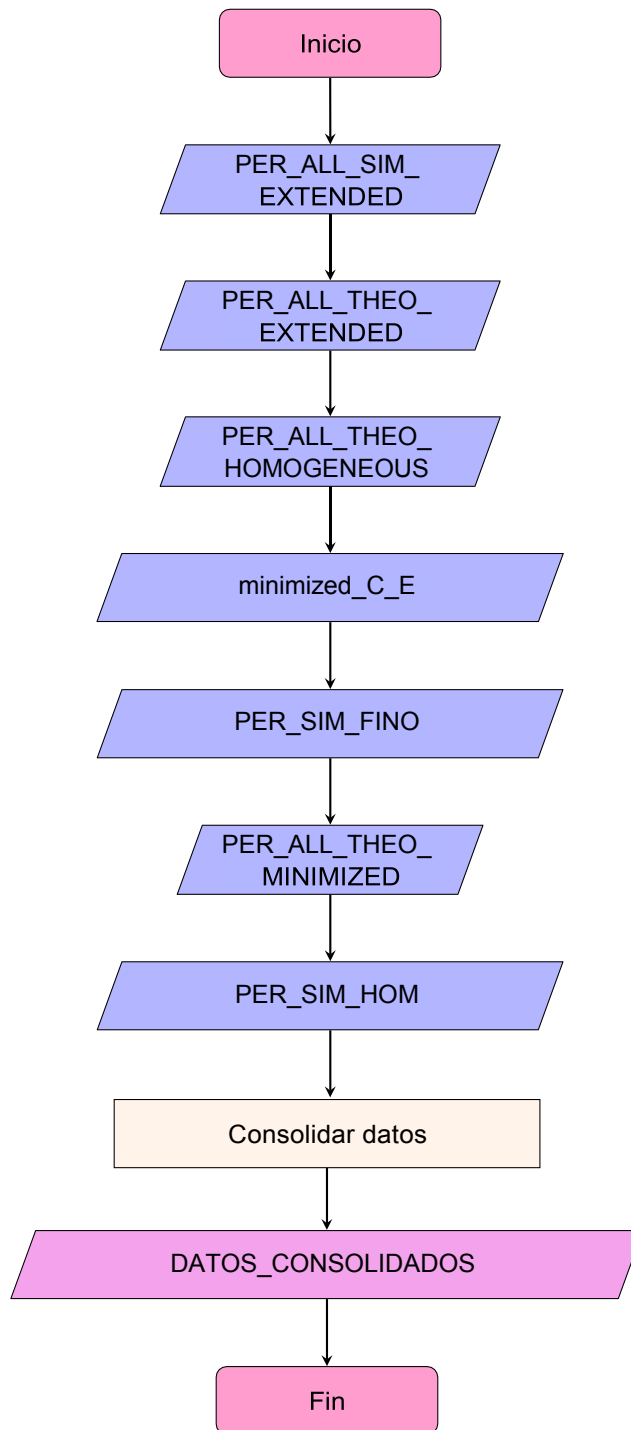 Inicio
PER_ALL_SIM_
EXTENDED
PER_ALL_THEO_
EXTENDED
PER_ALL_THEO_
HOMOGENEOUS
minimized_C_E
PER_SIM_FINO
PER_ALL_THEO_
MINIMIZED
PER_SIM_HOM
Consolidar datos
DATOS_CONSOLIDADOS
Fin